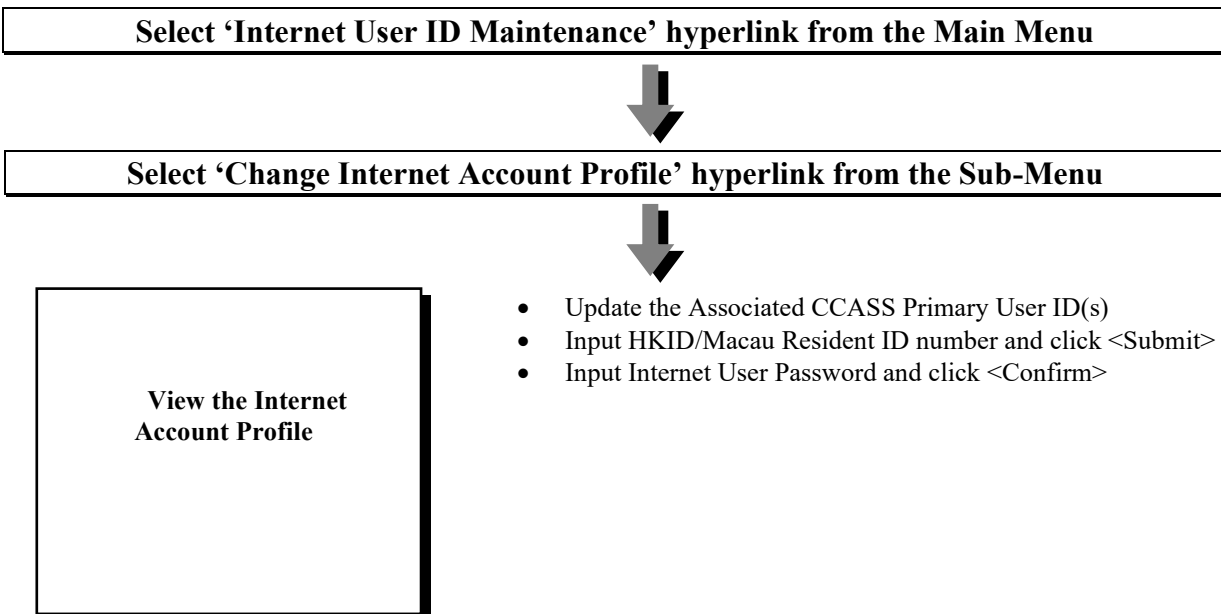 Select ‘Internet User ID Maintenance’ hyperlink from the Main Menu
Select ‘Change Internet Account Profile’ hyperlink from the Sub-Menu
View the Internet
Account Profile
• Update the Associated CCASS Primary User ID(s)
• Input HKID/Macau Resident ID number and click <Submit>
• Input Internet User Password and click <Confirm>